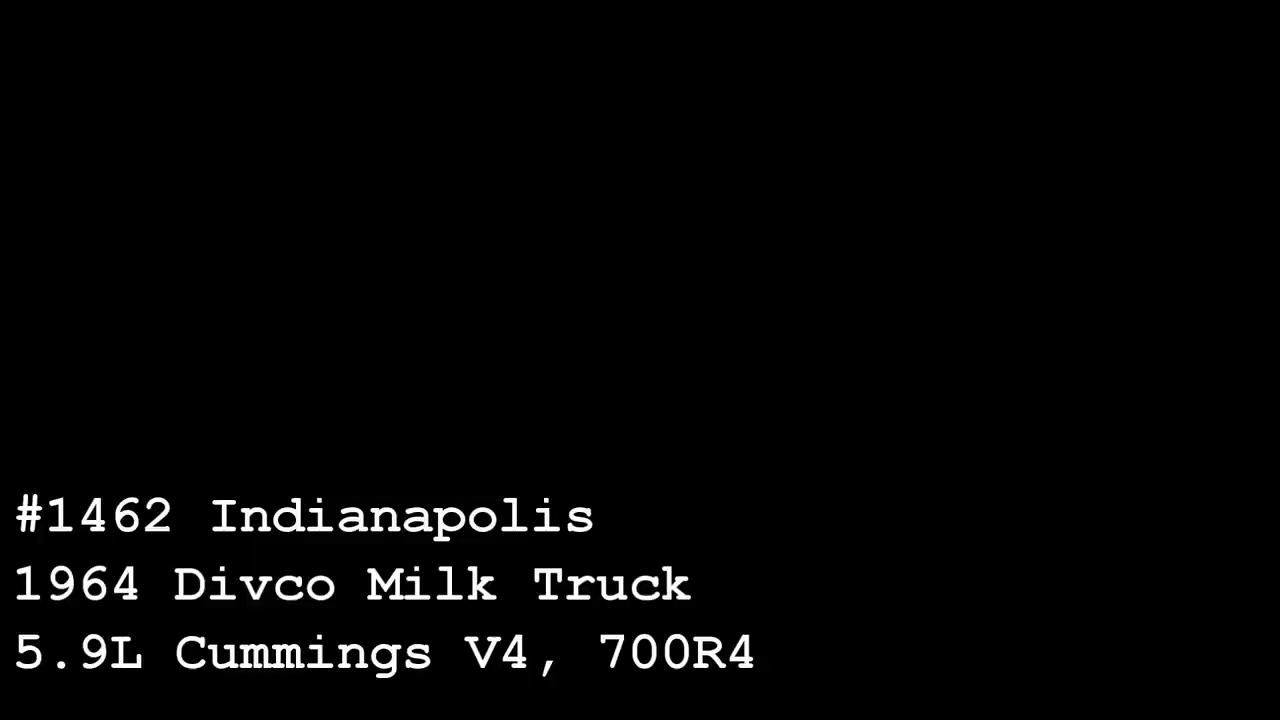 #1462 Indianapolis
1964 Divco Milk Truck
5.9L Cummings V4, 700R4